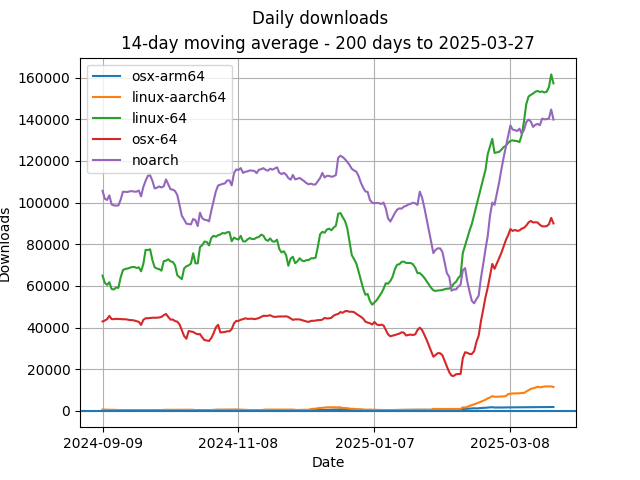 Daily downloads
14-day moving average - 200 days to 2025-03-27
osx-arm64
linux-aarch64
linux-64
osx-64
noarch
160000
140000
120000
100000
80000
60000
40000
20000
0
Downloads
2024-09-09
2024-11-08
2025-01-07
2025-03-08
Date